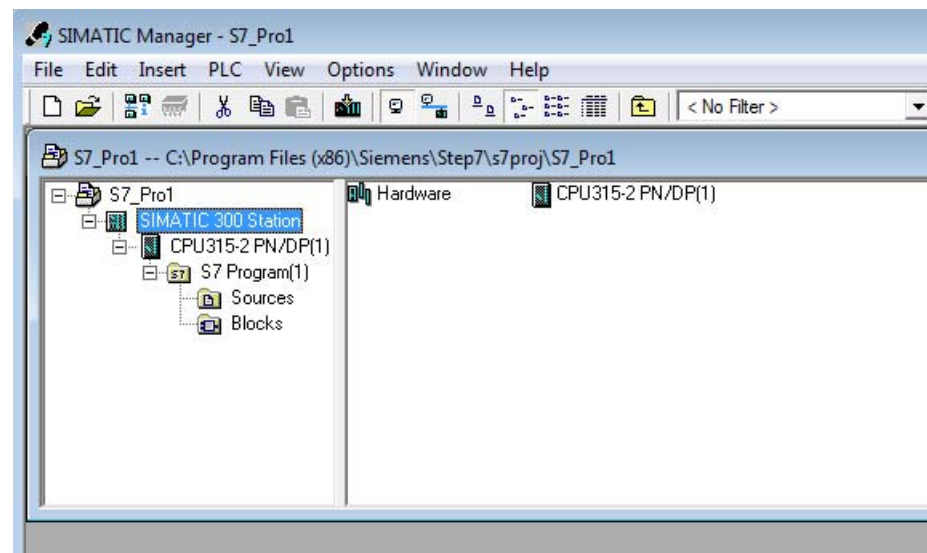 SIMATIC Manager - S7_Pro1
File Edit Insert PLC View Options Window Help
< No Filter >
S7_Pro1 -- C:\Program Files (x86)\Siemens\Step7\s7proj\S7_Pro1
S7_Pro1
SIMATIC 300 Station
CPU315-2 PN/DP(1)
S7 Program(1)
Sources
Blocks
Hardware CPU315-2 PN/DP(1)